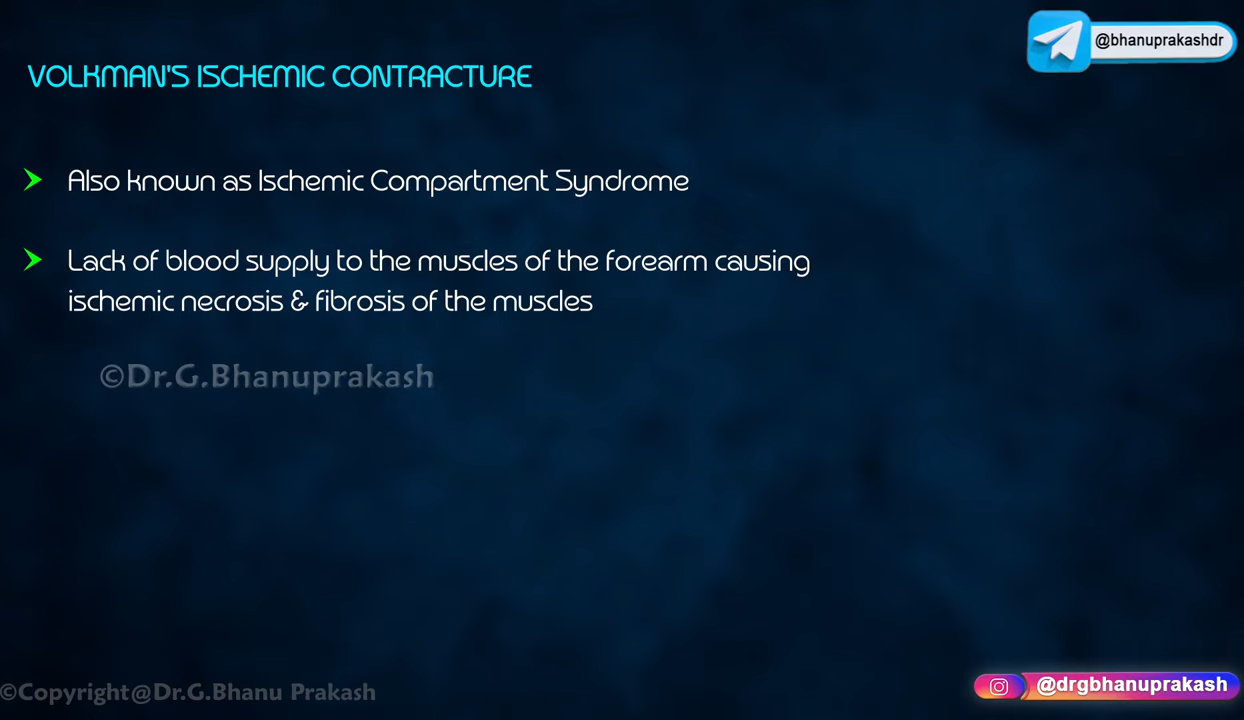 @bhanuprakashdr
VOLKMAN'S ISCHEMIC CONTRACTURE
Also known as Ischemic Compartment Syndrome
Lack of blood supply to the muscles of the forearm causing
ischemic necrosis & fibrosis of the muscles
©Dr.G.Bhanuprakash
©Copyright@Dr.G.Bhanu Prakash
@drgbhanuprakash